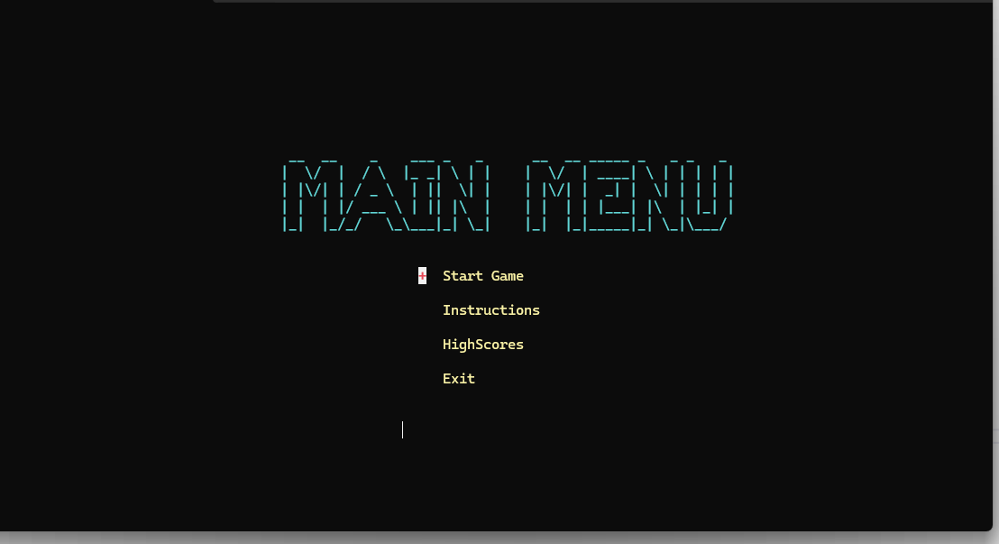 MAIN MENU
+ Start Game
Instructions
HighScores
Exit